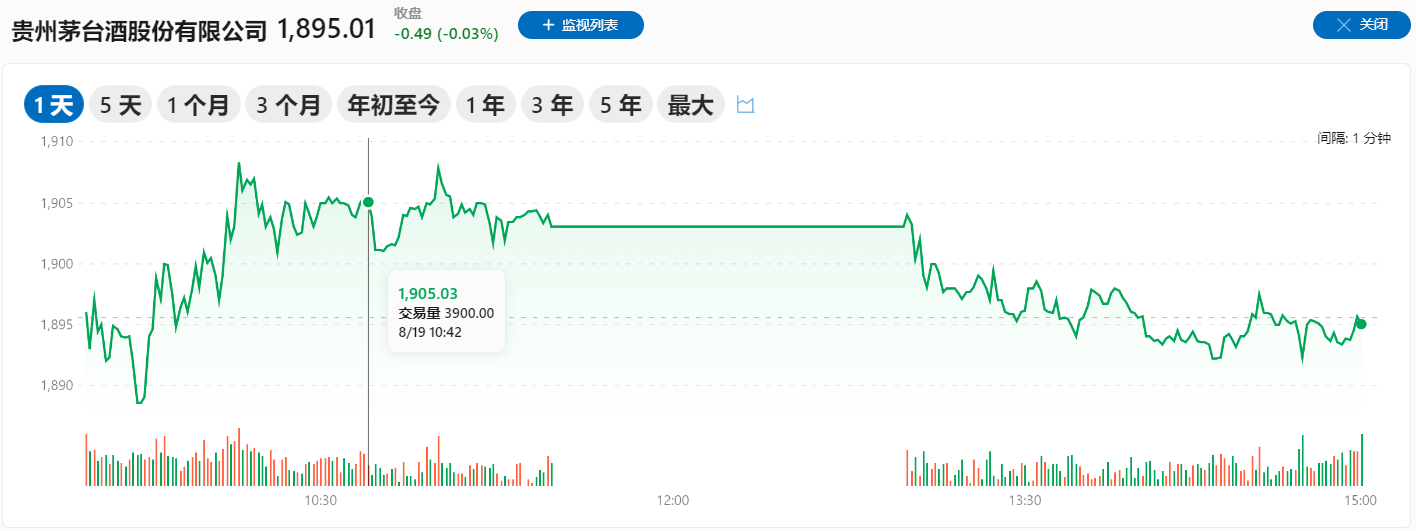 贵州茅台酒股份有限公司 1,895.01 收盘 -0.49 (-0.03%) + 监视列表 关闭
1 天 5 天 1 个月 3 个月 年初至今 1 年 3 年 5 年 最大
间隔: 1 分钟
1,910
1,905
1,900
1,895
1,890
1,905.03
交易量 3900.00
8/19 10:42
10:30 12:00 13:30 15:00